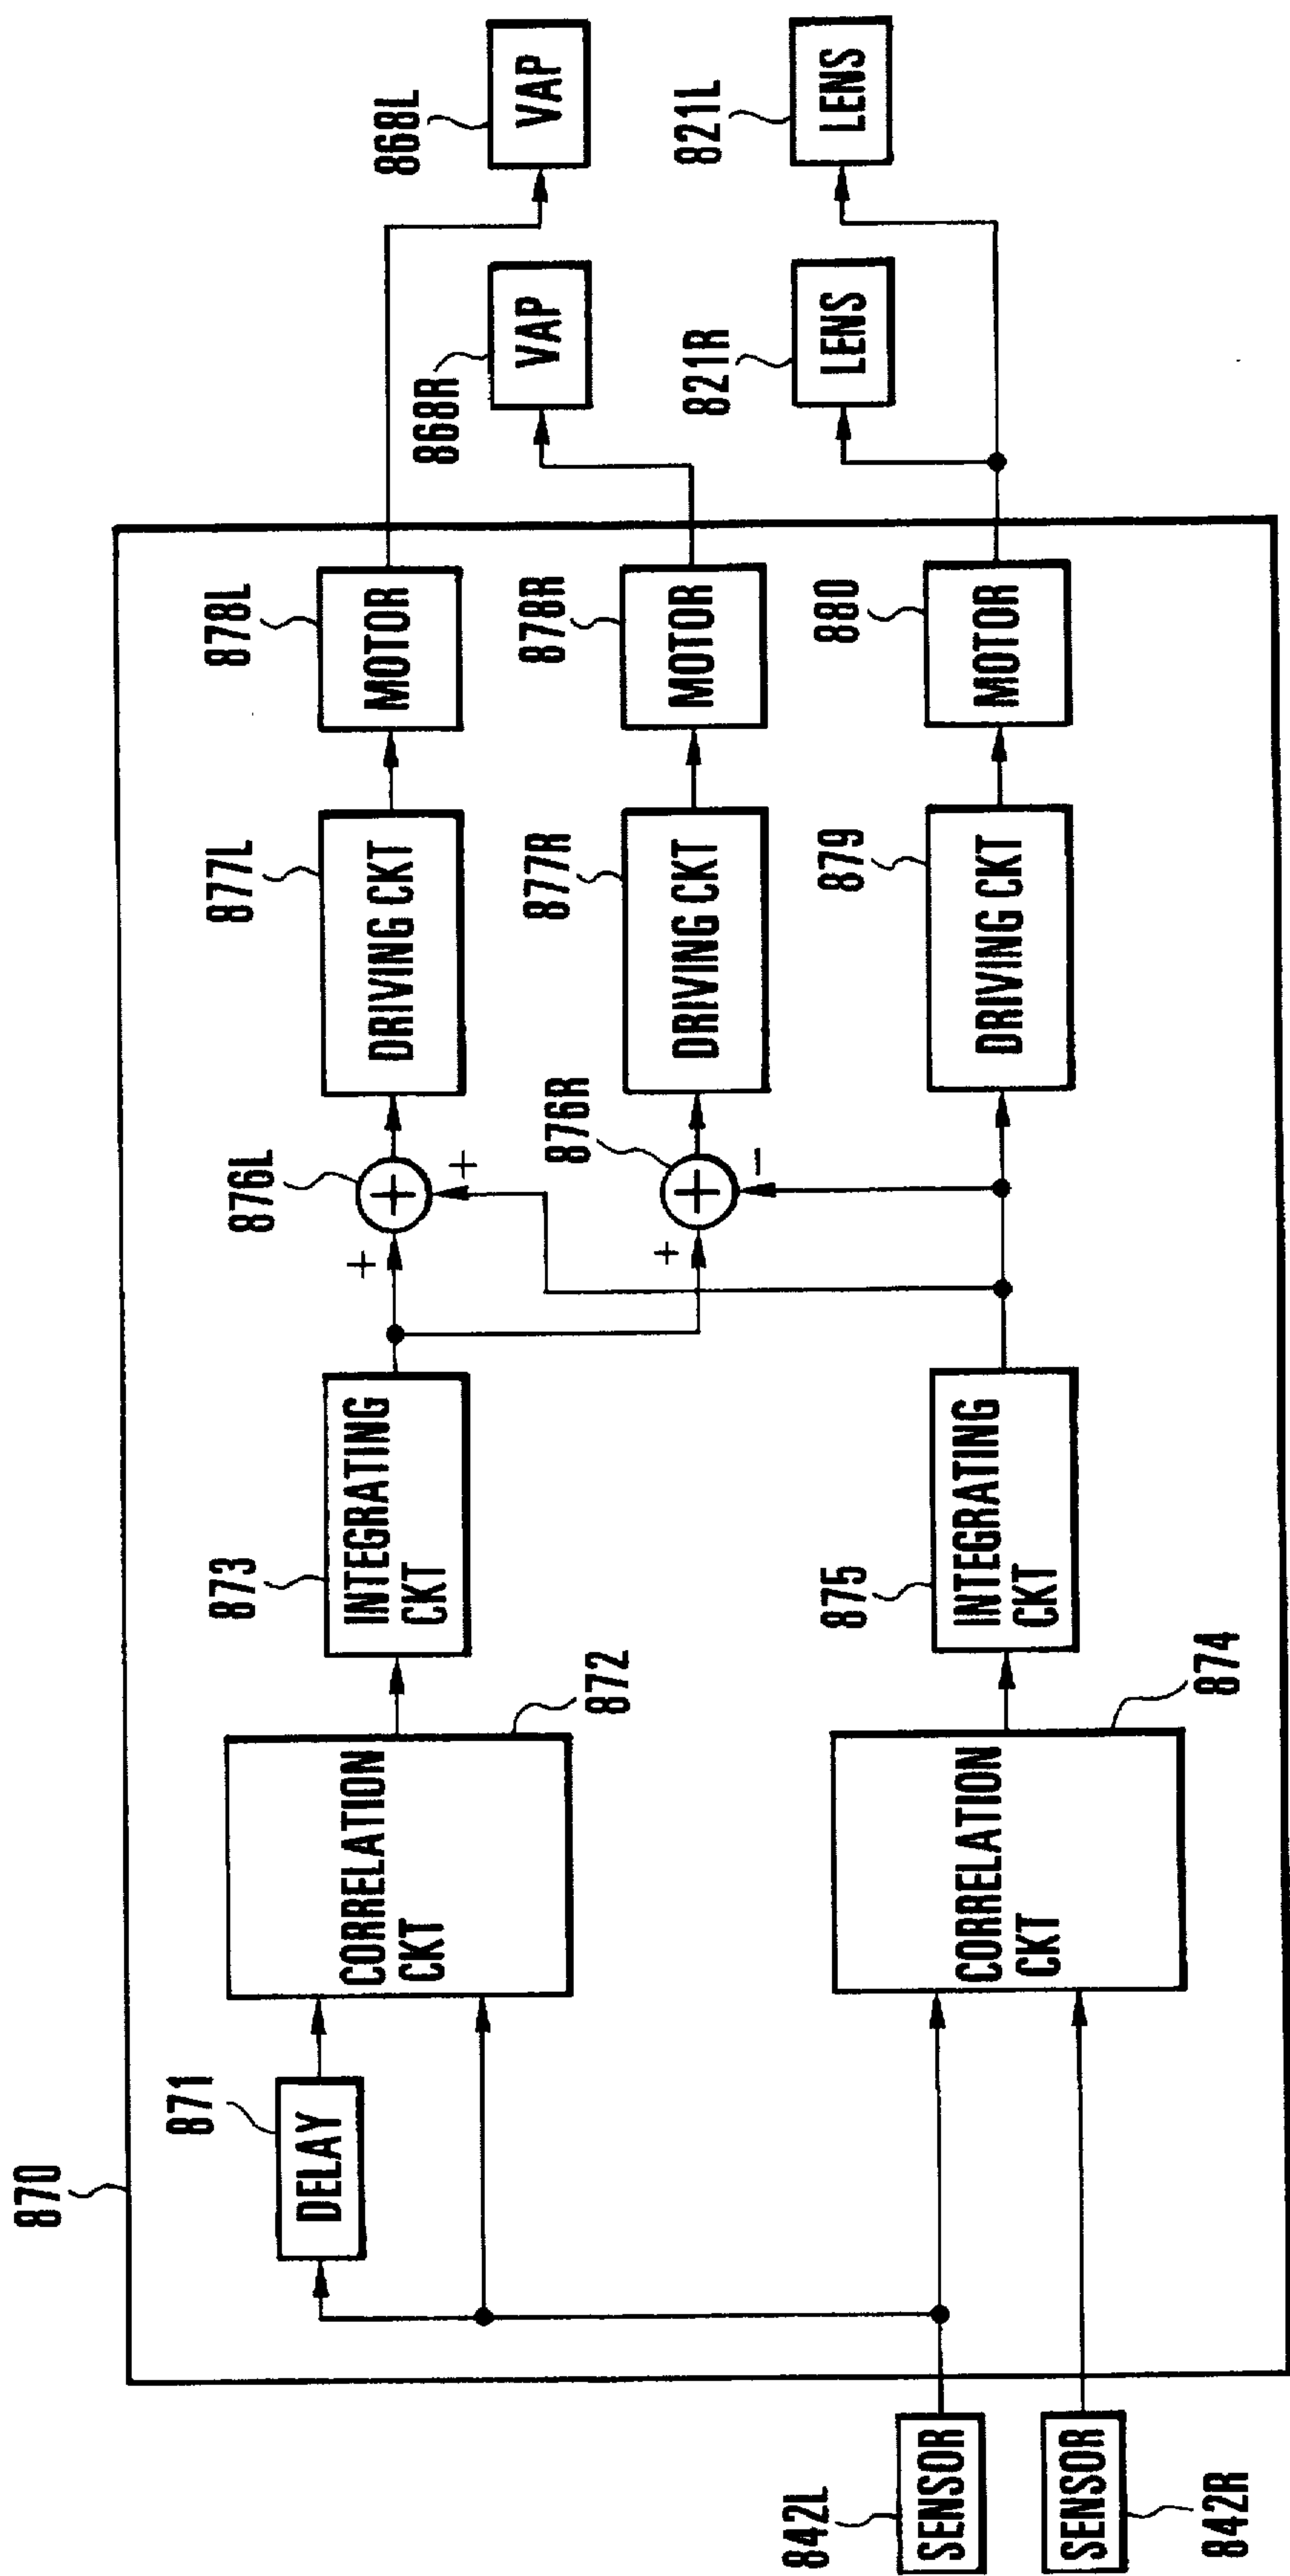 870
871
DELAY
CORRELATION
CKT
872
873
INTEGRATING
CKT
876L
+
+
+
877L
DRIVING CKT
878L
MOTOR
868L
VAP
876R
+
+
-
877R
DRIVING CKT
878R
MOTOR
868R
VAP
842L
SENSOR
842R
SENSOR
CORRELATION
CKT
874
875
INTEGRATING
CKT
879
DRIVING CKT
880
MOTOR
821R
LENS
821L
LENS